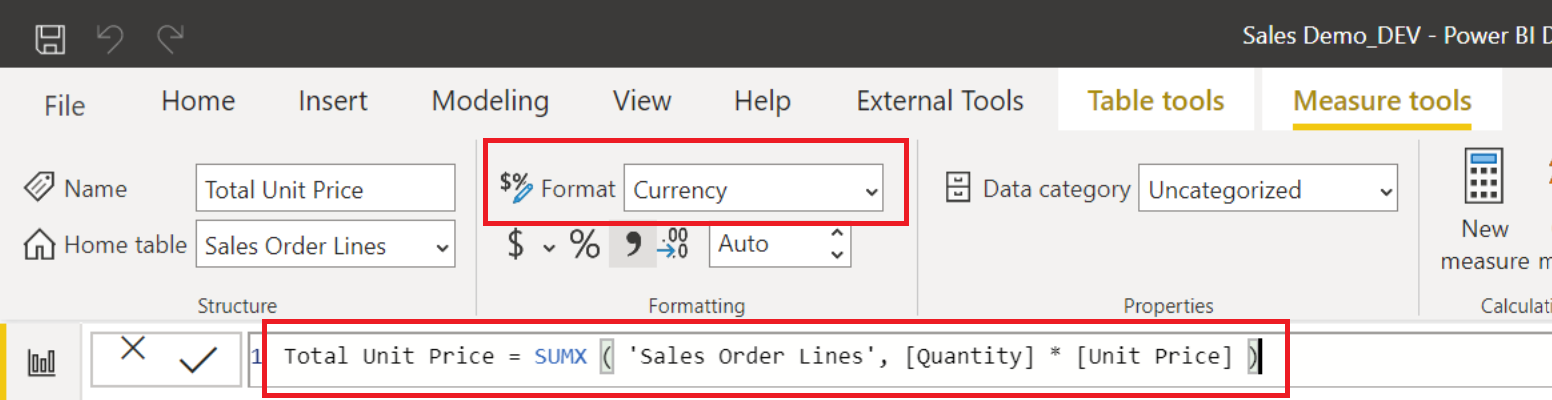 Sales Demo_DEV - Power BI D
File Home Insert Modeling View Help External Tools Table tools Measure tools
Name Total Unit Price $% Format Currency Data category Uncategorized
Home table Sales Order Lines $ % , .00 .0 Auto
New
measure m
Structure Formatting Properties Calculati
1 Total Unit Price = SUMX ( 'Sales Order Lines', [Quantity] * [Unit Price] )